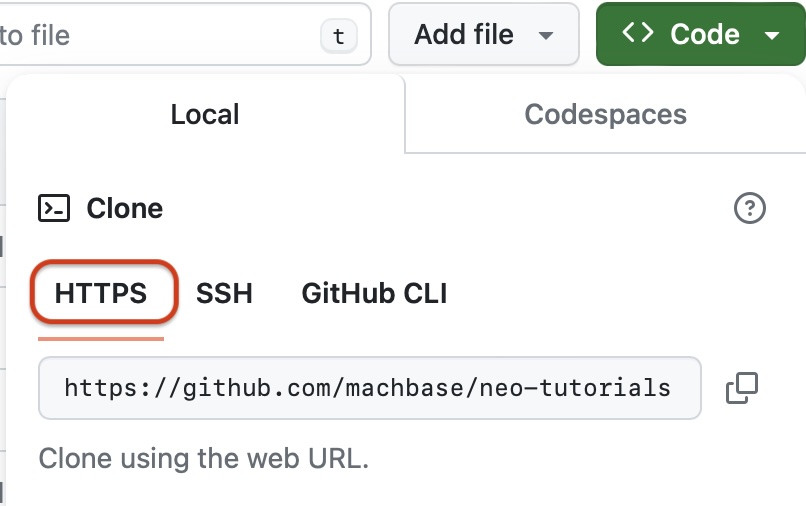 to file t Add file <> Code
Local Codespaces
Clone
HTTPS SSH GitHub CLI
https://github.com/machbase/neo-tutorials
Clone using the web URL.